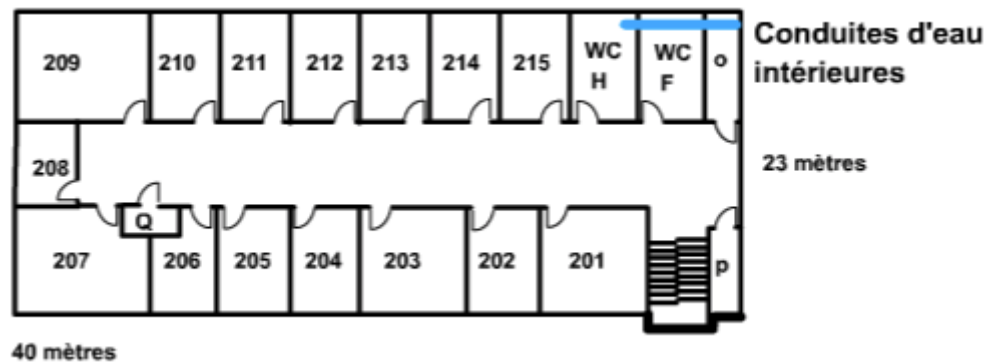 209
210
211
212
213
214
215
WC
H
WC
F
o
Conduites d'eau
intérieures
208
23 mètres
Q
207
206
205
204
203
202
201
p
40 mètres